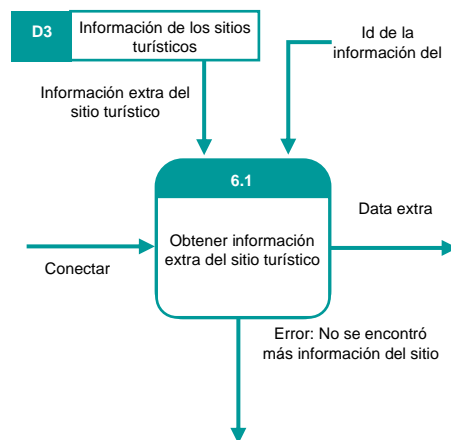 D3
Información de los sitios
turísticos
Id de la
información del
Información extra del
sitio turístico
6.1
Obtener información
extra del sitio turístico
Data extra
Conectar
Error: No se encontró
más información del sitio